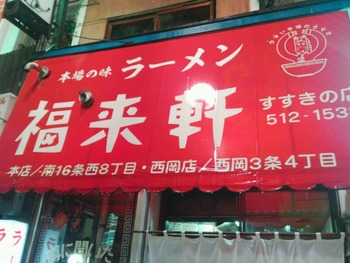 本場の味 ラーメン
福来軒
すすきの店
512-153
本店／南16条西8丁目・西岡店／西岡3条4丁目